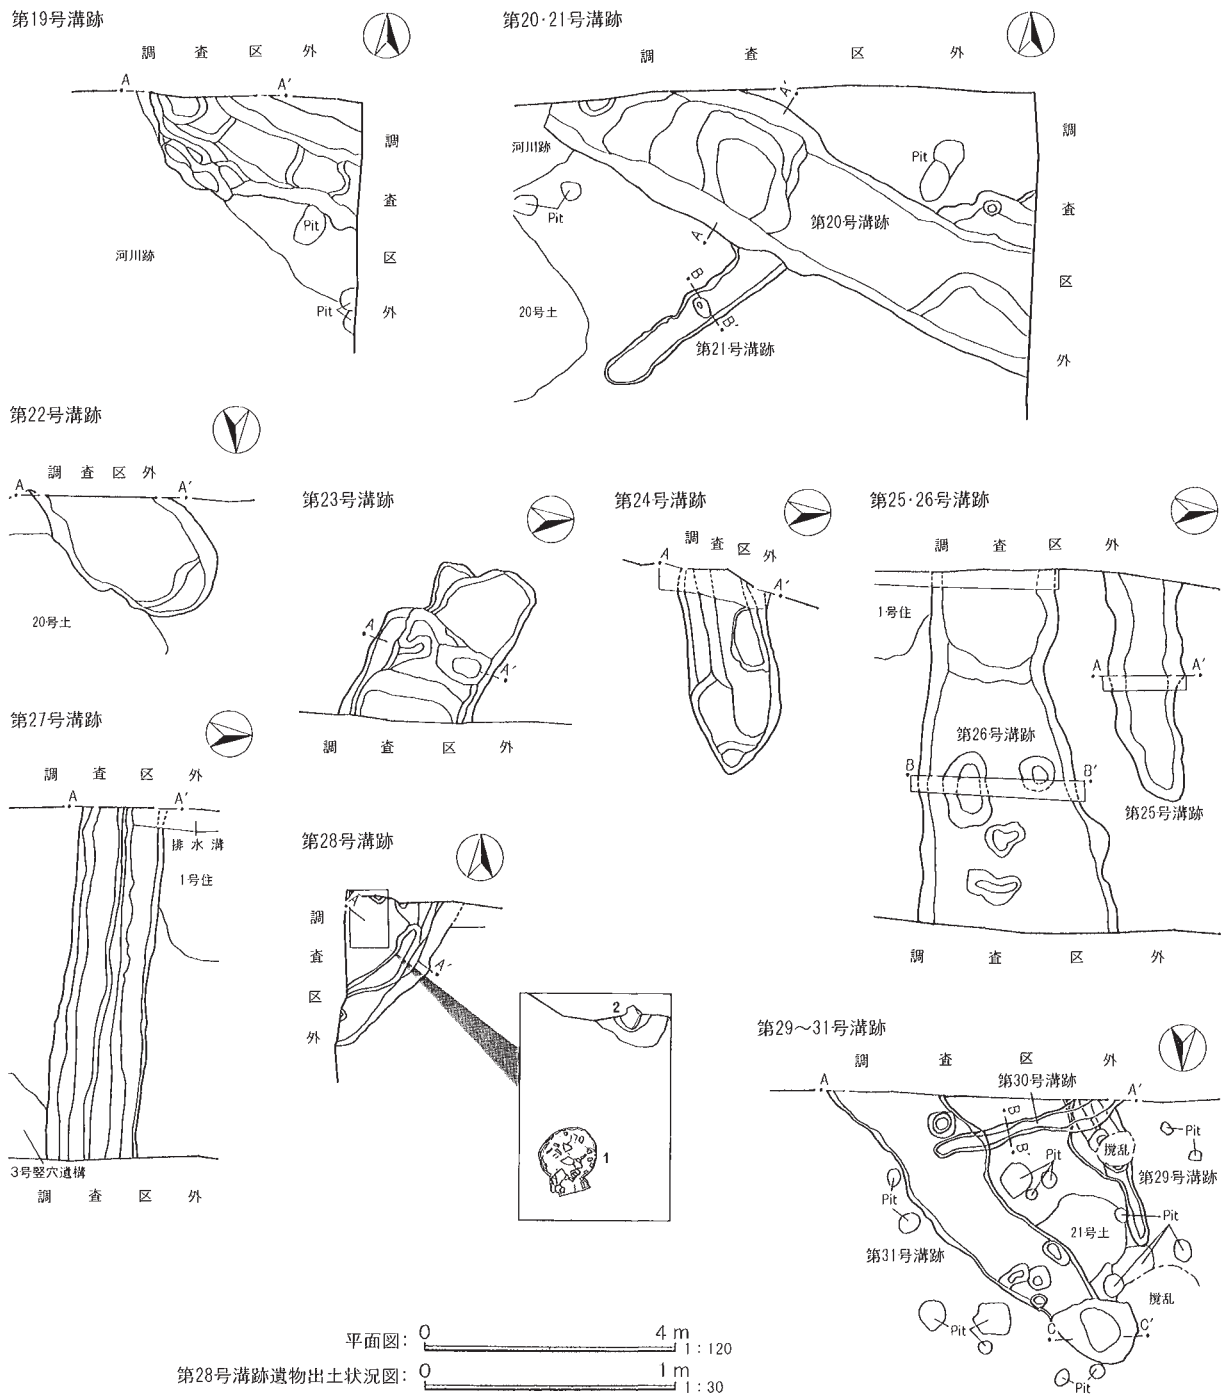 第19号溝跡
調 査 区 外
A A'
調 査 区 外
河川跡
Pit
Pit
第20・21号溝跡
調 査 区 外
A'
調 査 区 外
河川跡
Pit
Pit
第20号溝跡
A
B
B'
20号土
第21号溝跡
第22号溝跡
調 査 区 外
A A'
20号土
第23号溝跡
A
A'
調 査 区 外
第24号溝跡
調 査 区 外
A
A'
第25・26号溝跡
調 査 区 外
1号住
A A'
第26号溝跡
B B'
第25号溝跡
調 査 区 外
第27号溝跡
調 査 区 外
A A'
排 水 溝
1号住
3号竪穴遺構
調 査 区 外
第28号溝跡
A
調 査 区 外
A'
2
1
第29～31号溝跡
調 査 区 外
第30号溝跡
A A'
B
B'
Pit
撹乱
Pit
第29号溝跡
Pit
Pit
21号土
第31号溝跡
撹乱
Pit
C C'
Pit
平面図: 0 4m 1:120
第28号溝跡遺物出土状況図: 0 1m 1:30